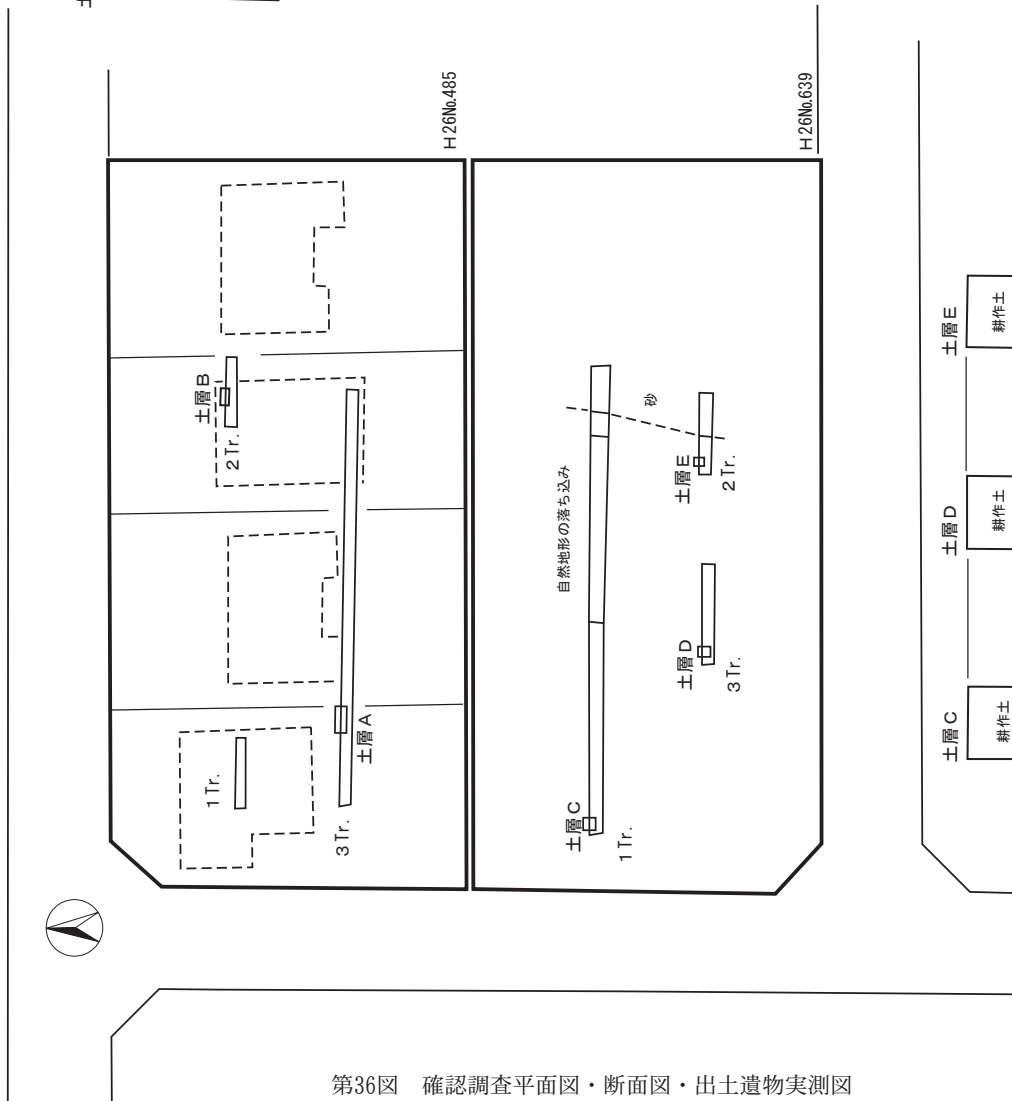 H26No.485
H26No.639
土層B
2Tr.
1Tr.
土層A
3Tr.
自然地形の落ち込み
砂
土層E
2Tr.
土層D
3Tr.
土層C
1Tr.
土層E
耕作土
土層D
耕作土
土層C
耕作土
第36図 確認調査平面図・断面図・出土遺物実測図